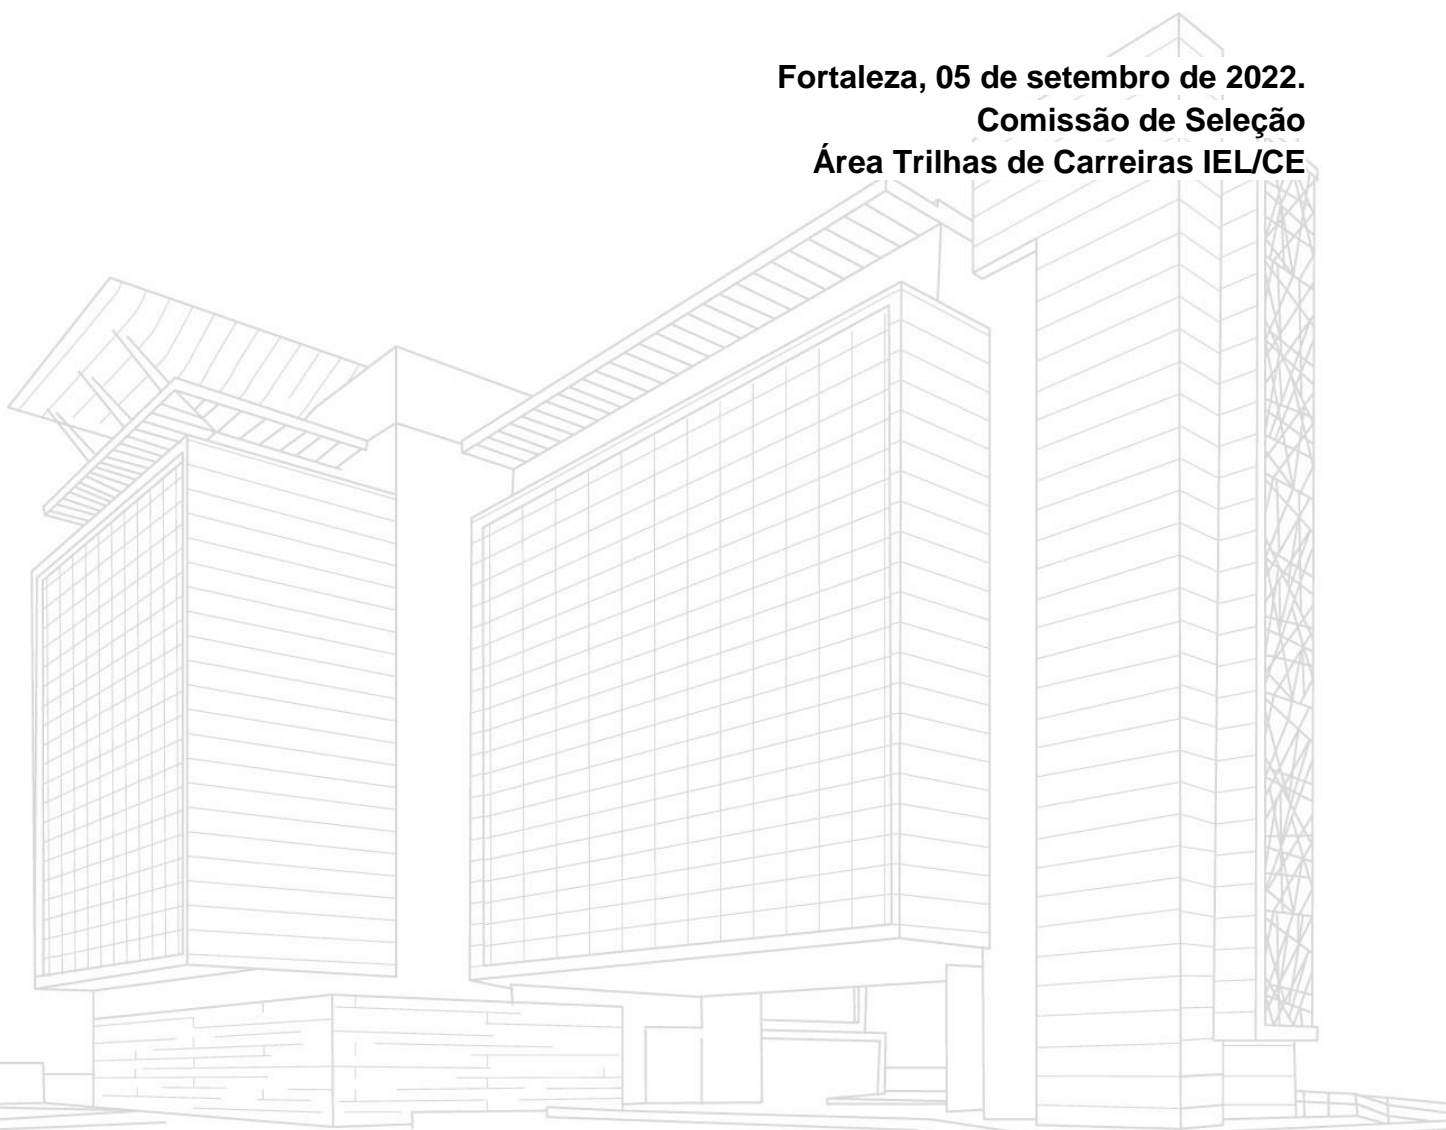 Fortaleza, 05 de setembro de 2022.
Comissão de Seleção
Área Trilhas de Carreiras IEL/CE